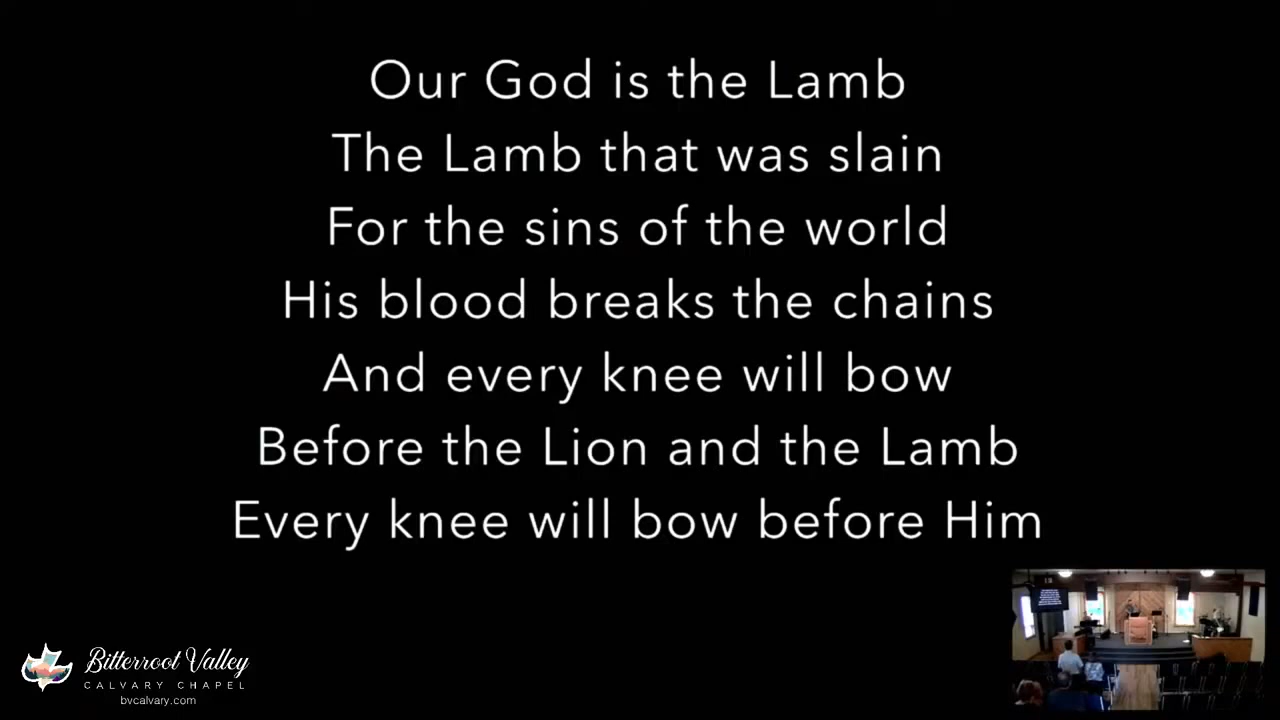 Our God is the Lamb
The Lamb that was slain
For the sins of the world
His blood breaks the chains
And every knee will bow
Before the Lion and the Lamb
Every knee will bow before Him
Bitterroot Valley
CALVARY CHAPEL
bvcalvary.com